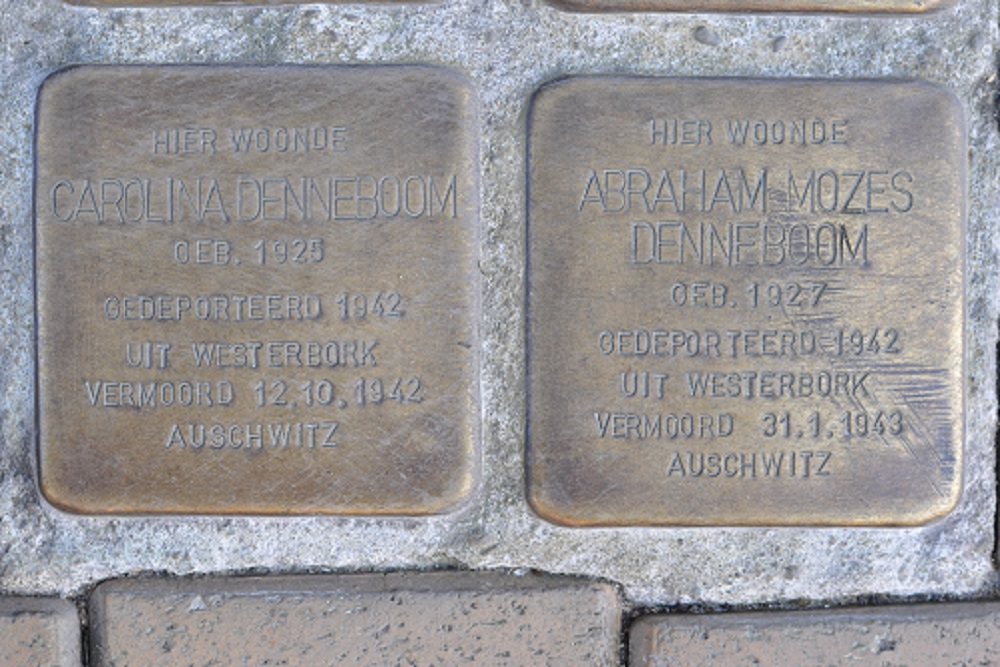 HIER WOONDE
CAROLINA DENNEBOOM
GEB. 1925
GEDEPORTEERD 1942
UIT WESTERBORK
VERMOORD 12.10.1942
AUSCHWITZ
HIER WOONDE
ABRAHAM MOZES
DENNEBOOM
GEB. 1927
GEDEPORTEERD 1942
UIT WESTERBORK
VERMOORD 31.1.1943
AUSCHWITZ